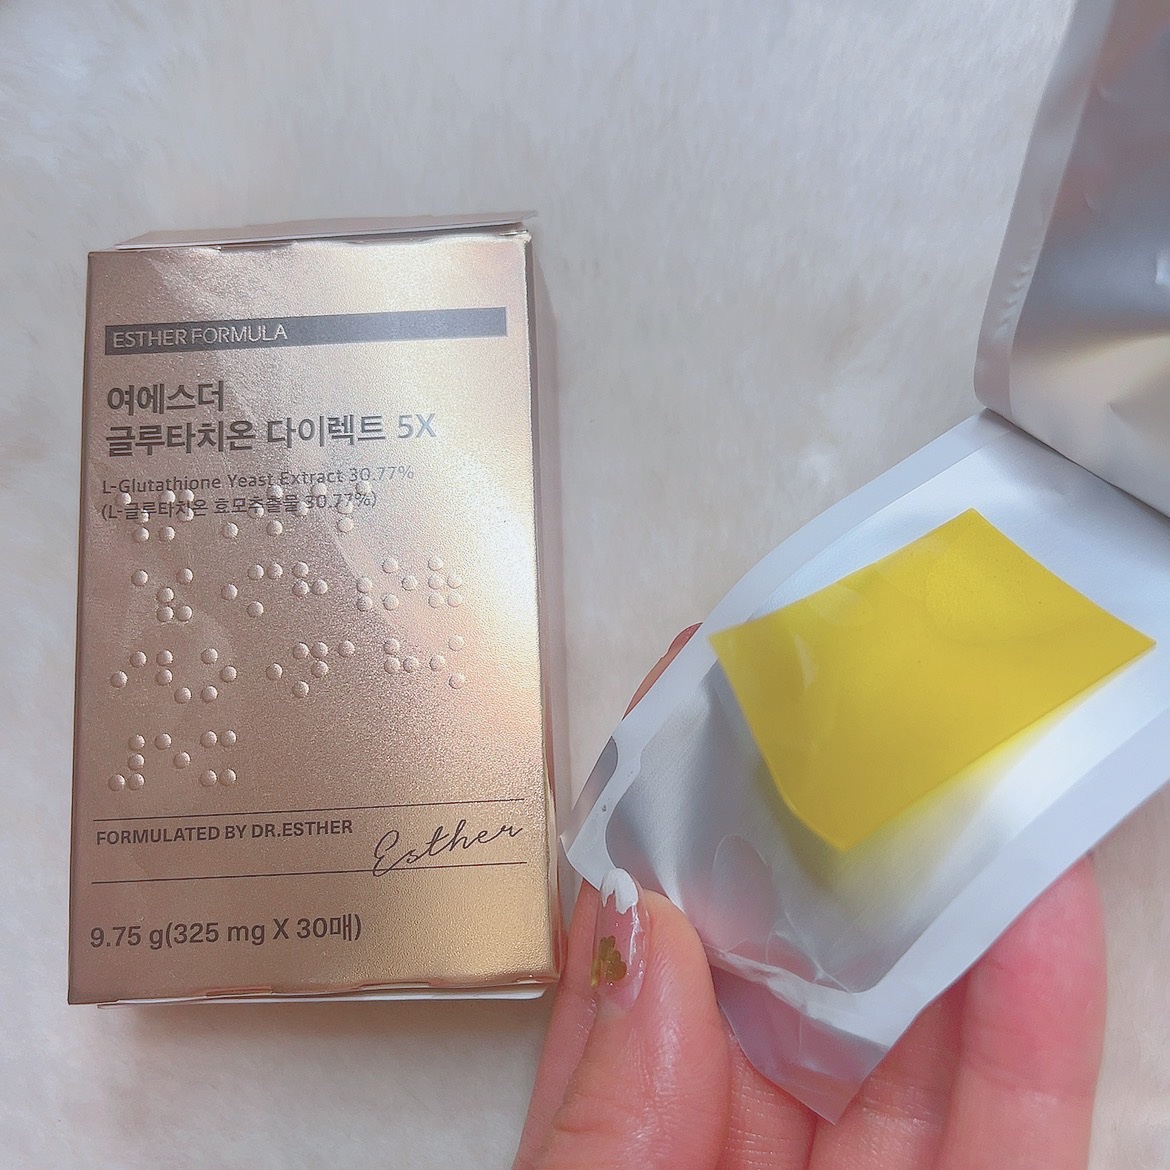 ESTHER FORMULA
여에스더
글루타치온 다이렉트 5X
L-Glutathione Yeast Extract 30.77%
(L-글루타치온 효모추출물 30.77%)
FORMULATED BY DR.ESTHER
Esther
9.75 g(325 mg X 30매)